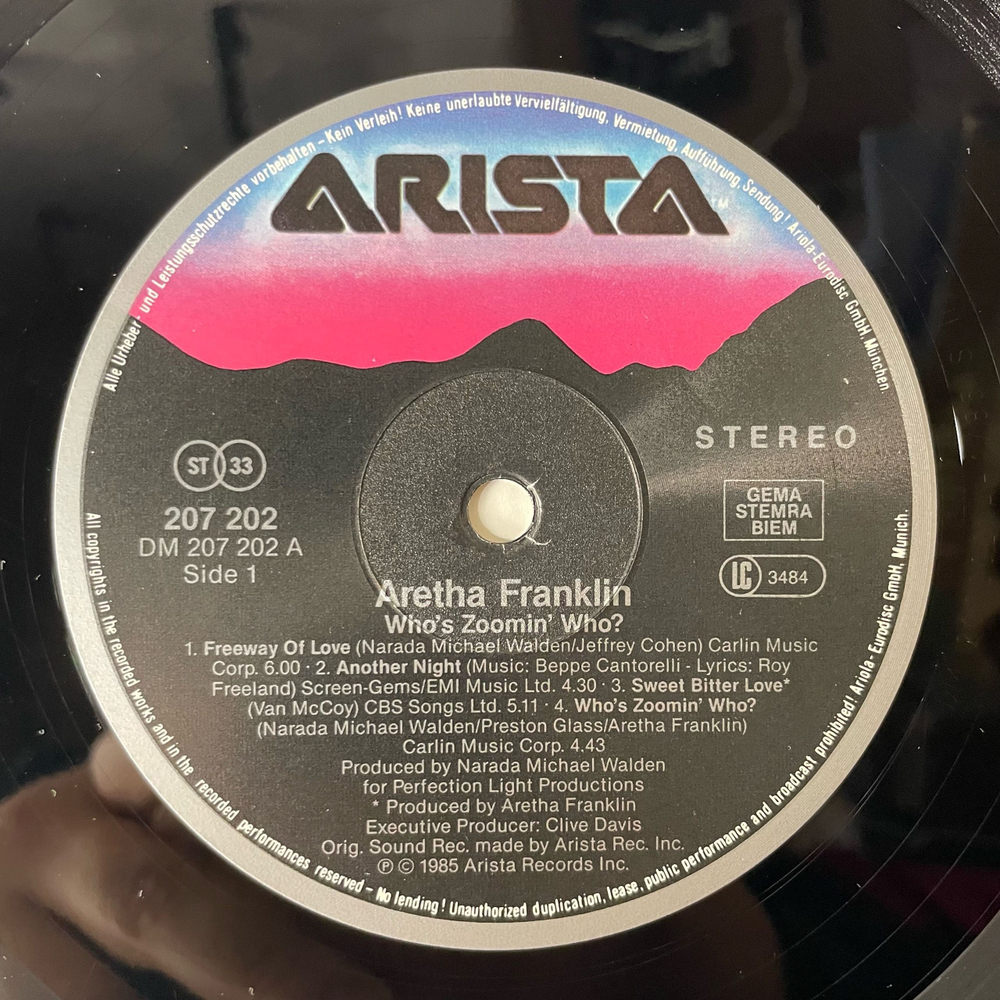 Alle Urheber- und Leistungsschutzrechte vorbehalten – Kein Verleih! Keine unerlaubte Vervielfältigung, Vermietung, Aufführung, Sendung! Ariola-Eurodisc GmbH, München
ARISTA™
STEREO
ST 33
207 202
DM 207 202 A
Side 1
GEMA
STEMRA
BIEM
LC 3484
Aretha Franklin
Who's Zoomin' Who?
1. Freeway Of Love (Narada Michael Walden/Jeffrey Cohen) Carlin Music
Corp. 6.00 · 2. Another Night (Music: Beppe Cantorelli - Lyrics: Roy
Freeland) Screen-Gems/EMI Music Ltd. 4.30 · 3. Sweet Bitter Love*
(Van McCoy) CBS Songs Ltd. 5.11 · 4. Who's Zoomin' Who?
(Narada Michael Walden/Preston Glass/Aretha Franklin)
Carlin Music Corp. 4.43
Produced by Narada Michael Walden
for Perfection Light Productions
* Produced by Aretha Franklin
Executive Producer: Clive Davis
Orig. Sound Rec. made by Arista Rec. Inc.
℗ © 1985 Arista Records Inc.
All copyrights in the recorded works and in the recorded performances reserved – No lending! Unauthorized duplication, lease, public performance and broadcast prohibited! Ariola-Eurodisc GmbH, Munich.